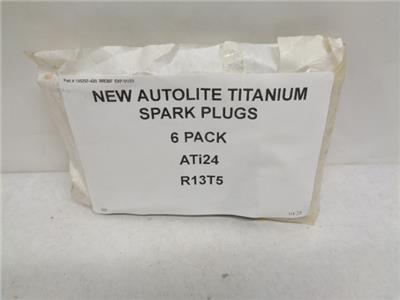 NEW AUTOLITE TITANIUM
SPARK PLUGS
6 PACK
ATi24
R13T5